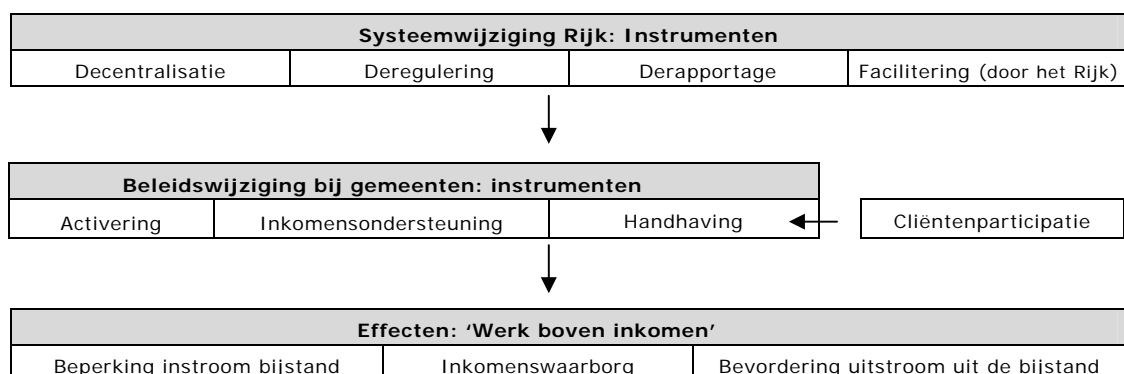 Systeemwijziging Rijk: Instrumenten
Decentralisatie Deregulering Derapportage Facilitering (door het Rijk)
Beleidswijziging bij gemeenten: instrumenten
Activering Inkomensondersteuning Handhaving Cliëntenparticipatie
Effecten: ‘Werk boven inkomen’
Beperking instroom bijstand Inkomenswaarborg Bevordering uitstroom uit de bijstand